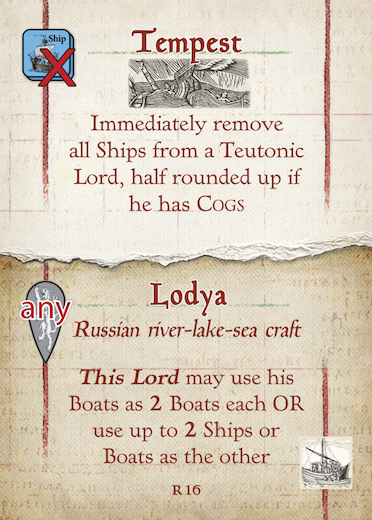 Ship
Tempest
Immediately remove
all Ships from a Teutonic
Lord, half rounded up if
he has COGS
any
Lodya
Russian river-lake-sea craft
This Lord may use his
Boats as 2 Boats each OR
use up to 2 Ships or
Boats as the other
R16